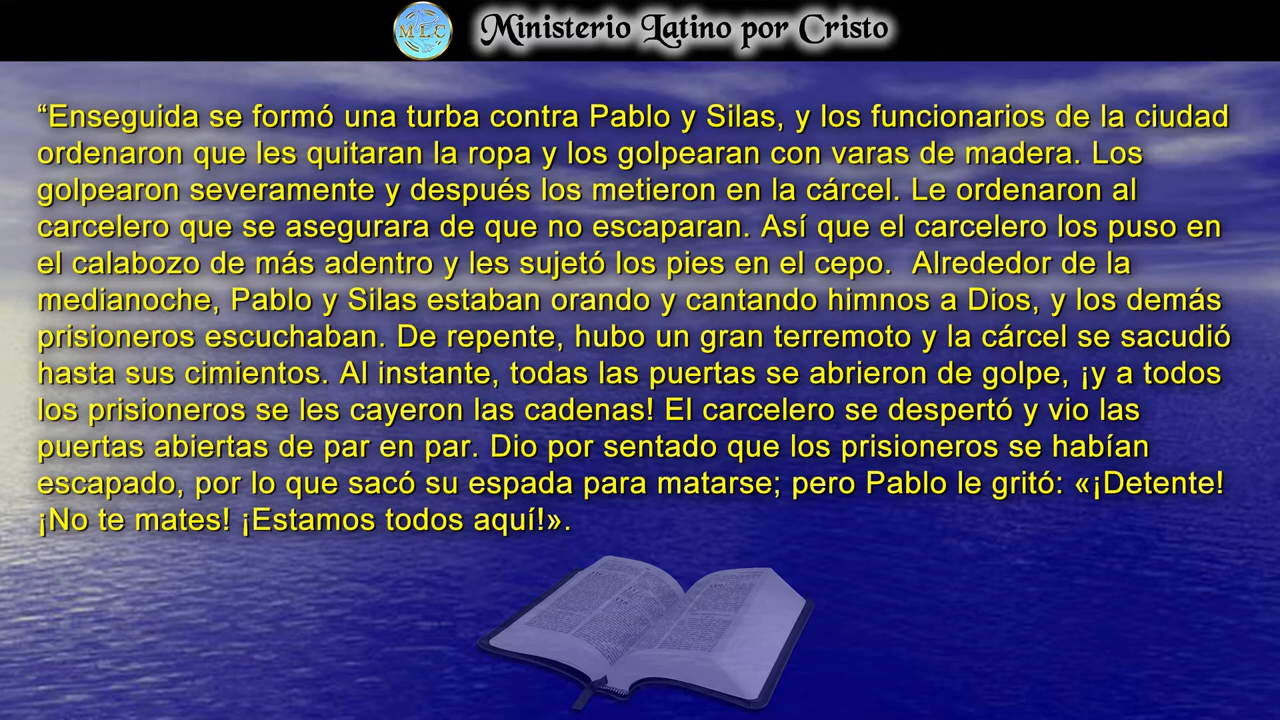 MLC
Ministerio Latino por Cristo
“Enseguida se formó una turba contra Pablo y Silas, y los funcionarios de la ciudad
ordenaron que les quitaran la ropa y los golpearan con varas de madera. Los
golpearon severamente y después los metieron en la cárcel. Le ordenaron al
carcelero que se asegurara de que no escaparan. Así que el carcelero los puso en
el calabozo de más adentro y les sujetó los pies en el cepo.  Alrededor de la
medianoche, Pablo y Silas estaban orando y cantando himnos a Dios, y los demás
prisioneros escuchaban. De repente, hubo un gran terremoto y la cárcel se sacudió
hasta sus cimientos. Al instante, todas las puertas se abrieron de golpe, ¡y a todos
los prisioneros se les cayeron las cadenas! El carcelero se despertó y vio las
puertas abiertas de par en par. Dio por sentado que los prisioneros se habían
escapado, por lo que sacó su espada para matarse; pero Pablo le gritó: «¡Detente!
¡No te mates! ¡Estamos todos aquí!».